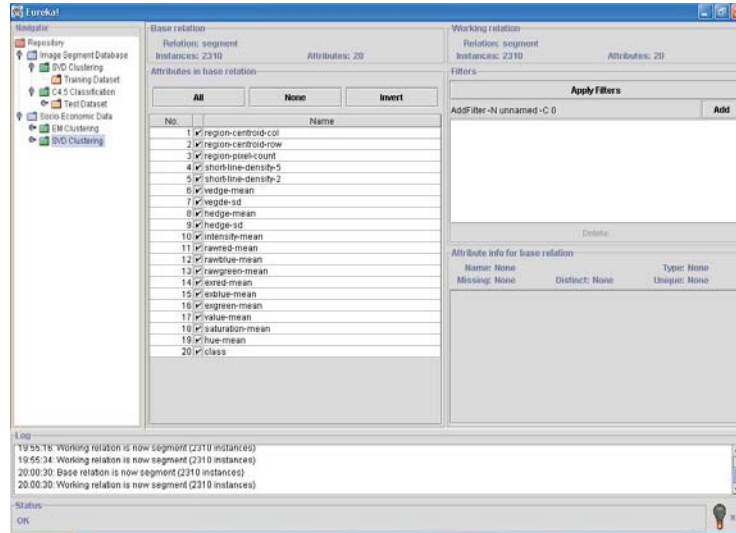 Eureka!
Navigator
Repository
Image Segment Database
SVD Clustering
Training Dataset
C4.5 Classification
Test Dataset
Socio-Economic Data
EM Clustering
SVD Clustering
Base relation
Relation: segment
Instances: 2310 Attributes: 20
Attributes in base relation
All None Invert
No. Name
1 region-centroid-col
2 region-centroid-row
3 region-pixel-count
4 short-line-density-5
5 short-line-density-2
6 vedge-mean
7 vegde-sd
8 hedge-mean
9 hedge-sd
10 intensity-mean
11 rawred-mean
12 rawblue-mean
13 rawgreen-mean
14 exred-mean
15 exblue-mean
16 exgreen-mean
17 value-mean
18 saturation-mean
19 hue-mean
20 class
Working relation
Relation: segment
Instances: 2310 Attributes: 20
Filters
Apply Filters
AddFilter -N unnamed -C 0 Add
Delete
Attribute info for base relation
Name: None Type: None
Missing: None Distinct: None Unique: None
Log
19:55:16: Working relation is now segment (2310 instances)
19:55:34: Working relation is now segment (2310 instances)
20:00:30: Base relation is now segment (2310 instances)
20:00:30: Working relation is now segment (2310 instances)
Status
OK